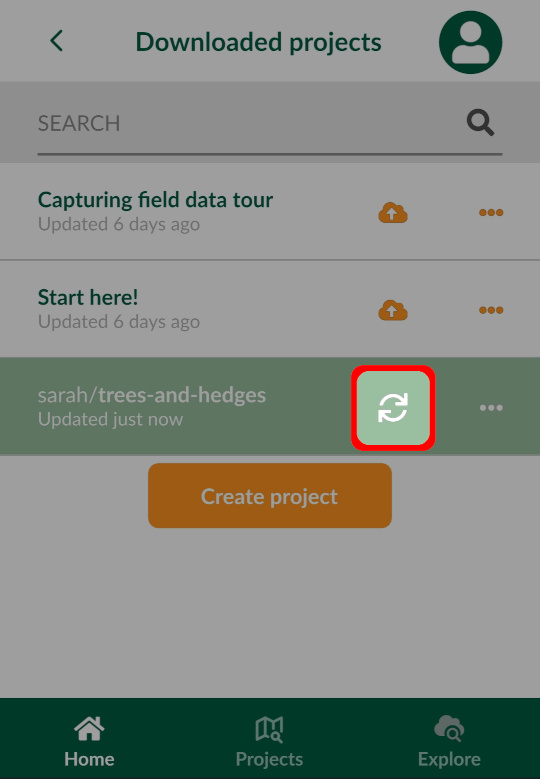 Downloaded projects
SEARCH
Capturing field data tour
Updated 6 days ago
Start here!
Updated 6 days ago
sarah/trees-and-hedges
Updated just now
Create project
Home Projects Explore